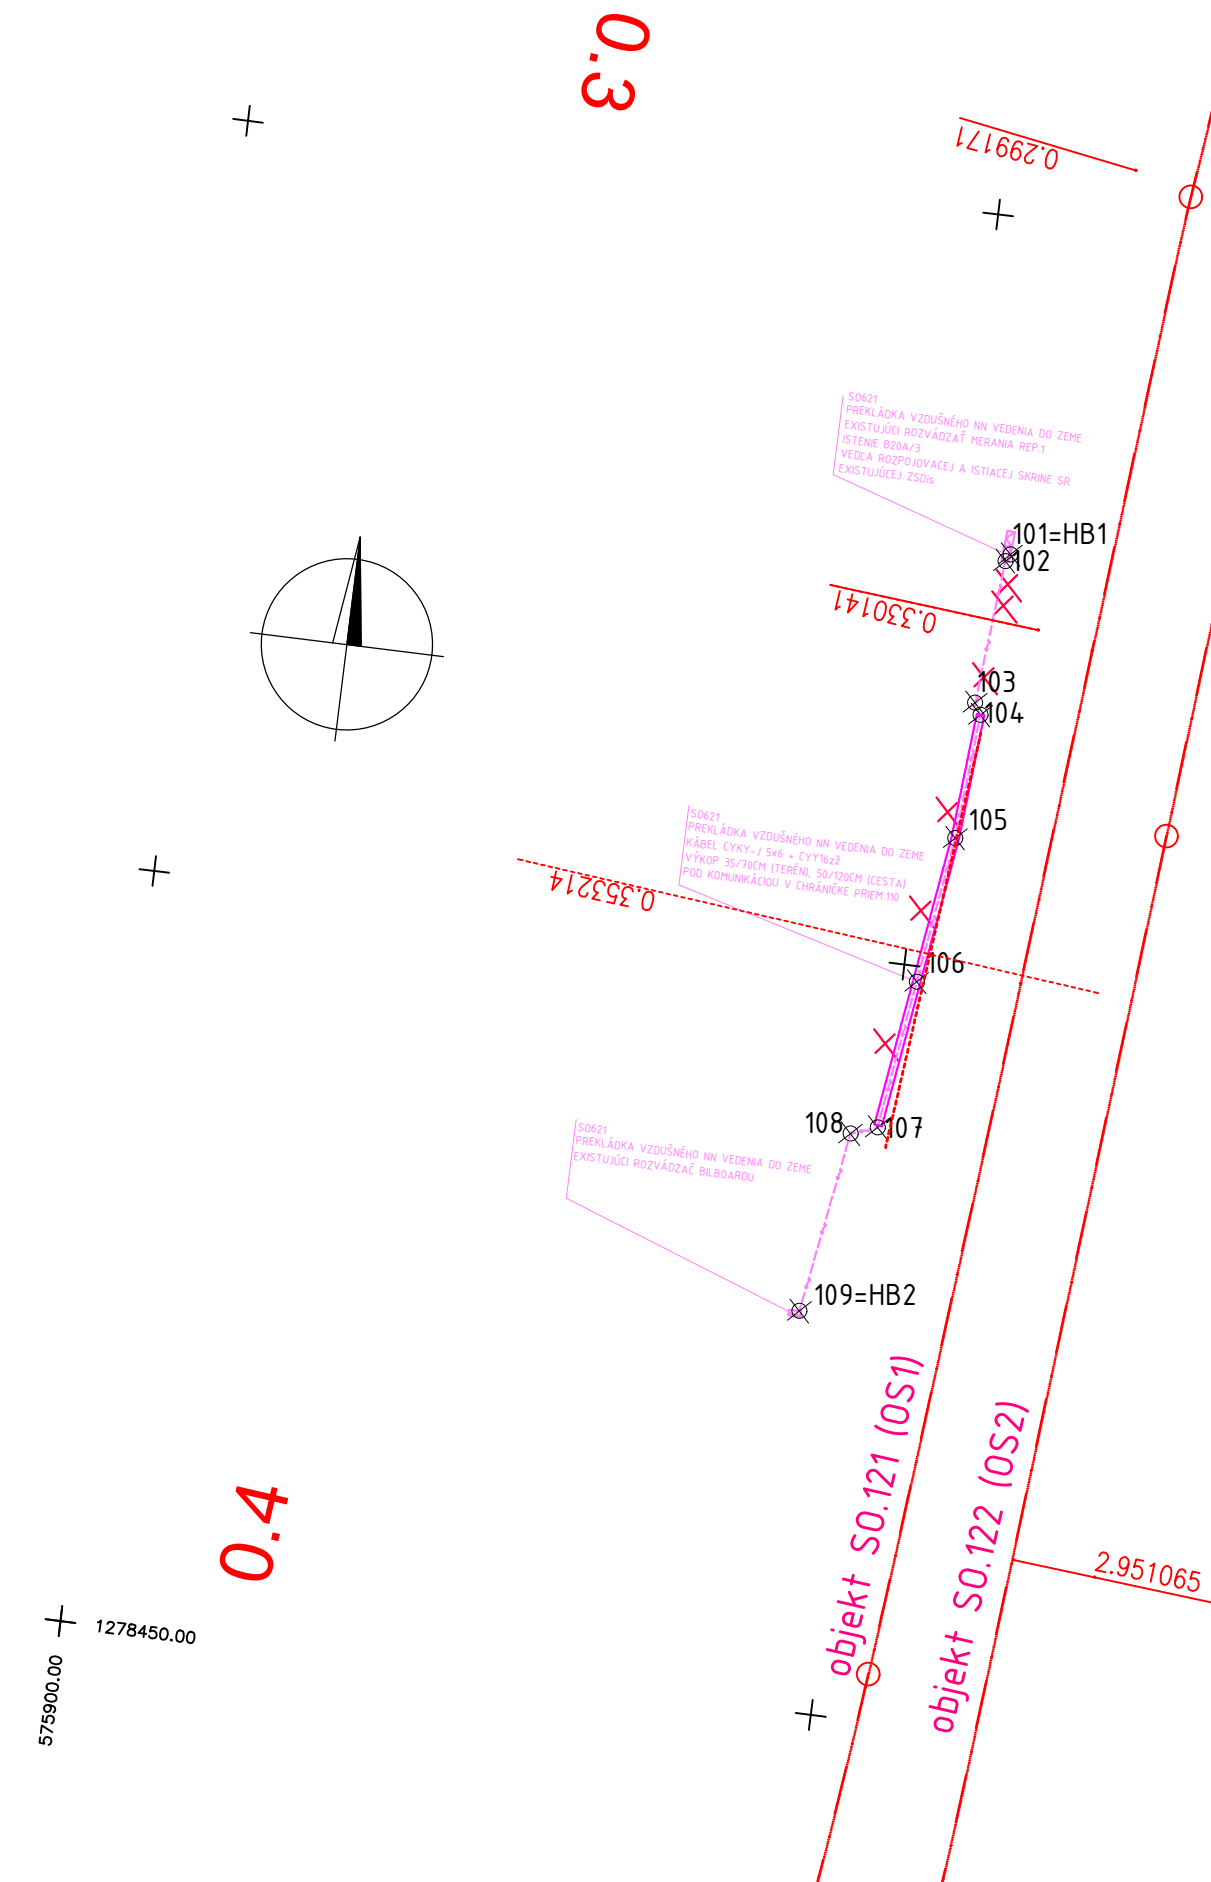 0.3
0.299171
SO621
PREKLÁDKA VZDUŠNÉHO NN VEDENIA DO ZEME
EXISTUJÚCI ROZVÁDZAŤ MERANIA REP.1
ISTENIE B20A/3
VEDĽA ROZPOJOVACEJ A ISTIACEJ SKRINE SR
EXISTUJÚCEJ ZSDis
101=HB1
102
0.330141
103
104
SO621
PREKLÁDKA VZDUŠNÉHO NN VEDENIA DO ZEME
KÁBEL CYKY-J 5x6 + CYY16zž
VÝKOP 35/70CM (TERÉN), 50/120CM (CESTA)
POD KOMUNIKÁCIOU V CHRÁNIČKE PRIEM.110
105
0.353214
106
108
107
SO621
PREKLÁDKA VZDUŠNÉHO NN VEDENIA DO ZEME
EXISTUJÚCI ROZVÁDZAČ BILBOARDU
109=HB2
objekt SO.121 (OS1)
objekt SO.122 (OS2)
0.4
2.951065
1278450.00
575900.00